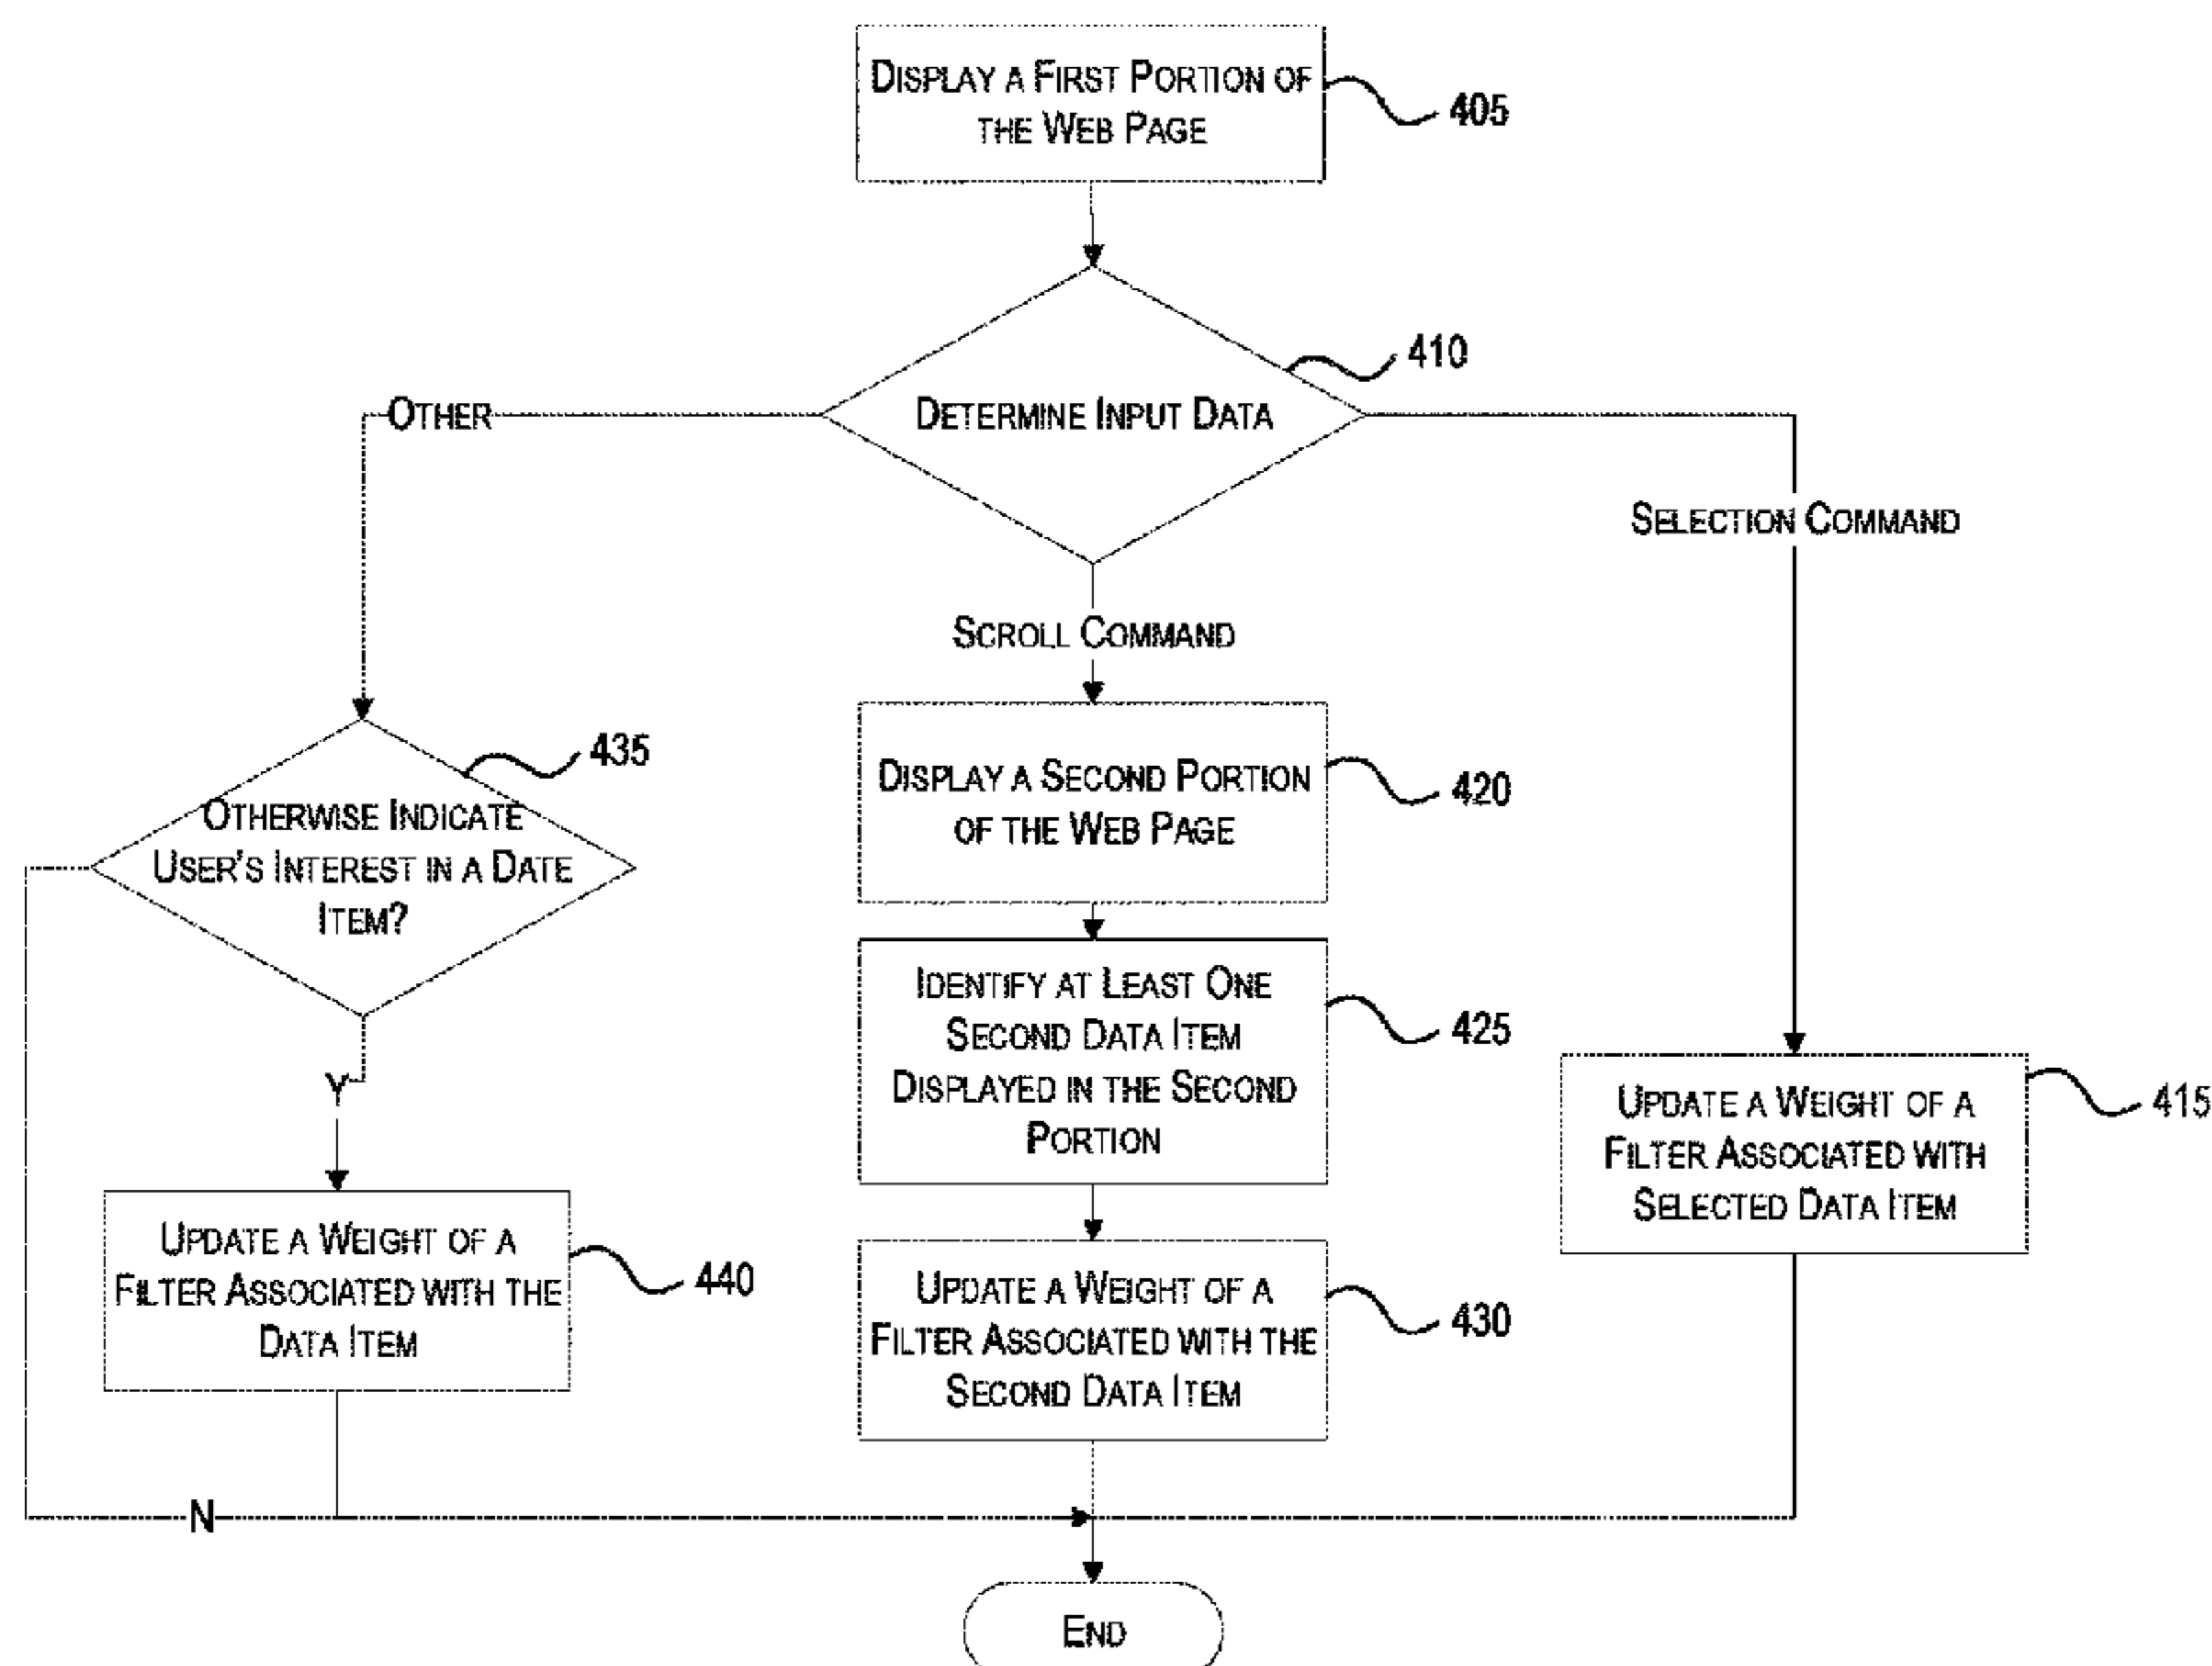 DISPLAY A FIRST PORTION OF
THE WEB PAGE
405
410
DETERMINE INPUT DATA
OTHER
SELECTION COMMAND
SCROLL COMMAND
435
OTHERWISE INDICATE
USER'S INTEREST IN A DATE
ITEM?
DISPLAY A SECOND PORTION
OF THE WEB PAGE
420
IDENTIFY AT LEAST ONE
SECOND DATA ITEM
DISPLAYED IN THE SECOND
PORTION
425
Y
UPDATE A WEIGHT OF A
FILTER ASSOCIATED WITH
SELECTED DATA ITEM
415
UPDATE A WEIGHT OF A
FILTER ASSOCIATED WITH THE
DATA ITEM
440
UPDATE A WEIGHT OF A
FILTER ASSOCIATED WITH THE
SECOND DATA ITEM
430
N
END